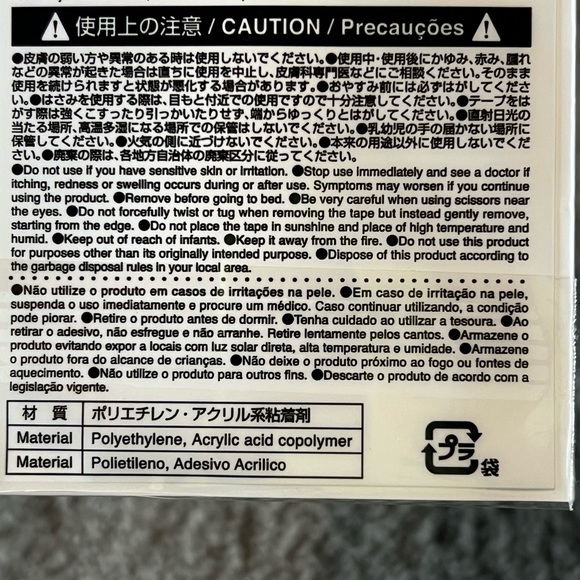 使用上の注意 / CAUTION / Precauções
●皮膚の弱い方や異常のある時は使用しないでください。●使用中・使用後にかゆみ、赤み、腫れ
などの異常が起きた場合は直ちに使用を中止し、皮膚科専門医などにご相談ください。そのまま
使用を続けられますと状態が悪化する場合があります。●おやすみ前には必ずはがしてくださ
い。●はさみを使用する際は、目もと付近での使用ですので十分注意してください。●テープをは
がす際は強くこすったり引っかいたりせず、端からゆっくりとはがしてください。●直射日光の
当たる場所、高温多湿になる場所での保管はしないでください。●乳幼児の手の届かない場所に
保管してください。●火気の側に近づけないでください。●本来の用途以外に使用しないでくださ
い。●廃棄の際は、各地方自治体の廃棄区分に従ってください。
●Do not use if you have sensitive skin or irritation. ●Stop use immediately and see a doctor if
itching, redness or swelling occurs during or after use. Symptoms may worsen if you continue
using the product. ●Remove before going to bed. ●Be very careful when using scissors near
the eyes. ●Do not forcefully twist or tug when removing the tape but instead gently remove,
starting from the edge. ●Do not place the tape in sunshine and place of high temperature and
humid. ●Keep out of reach of infants. ●Keep it away from the fire. ●Do not use this product
for purposes other than its originally intended purpose. ●Dispose of this product according to
the garbage disposal rules in your local area.
●Não utilize o produto em casos de irritações na pele. ●Em caso de irritação na pele,
suspenda o uso imediatamente e procure um médico. Caso continuar utilizando, a condição
pode piorar. ●Retire o produto antes de dormir. ●Tenha cuidado ao utilizar a tesoura. ●Ao
retirar o adesivo, não esfregue e não arranhe. Retire lentamente pelos cantos. ●Armazene o
produto evitando expor a locais com luz solar direta, alta temperatura e umidade. ●Armazene
o produto fora do alcance de crianças. ●Não deixe o produto próximo ao fogo ou fontes de
aquecimento. ●Não utilize o produto para outros fins. ●Descarte o produto de acordo com a
legislação vigente.
材 質 ポリエチレン・アクリル系粘着剤
Material Polyethylene, Acrylic acid copolymer
Material Polietileno, Adesivo Acrilico
プラ
袋